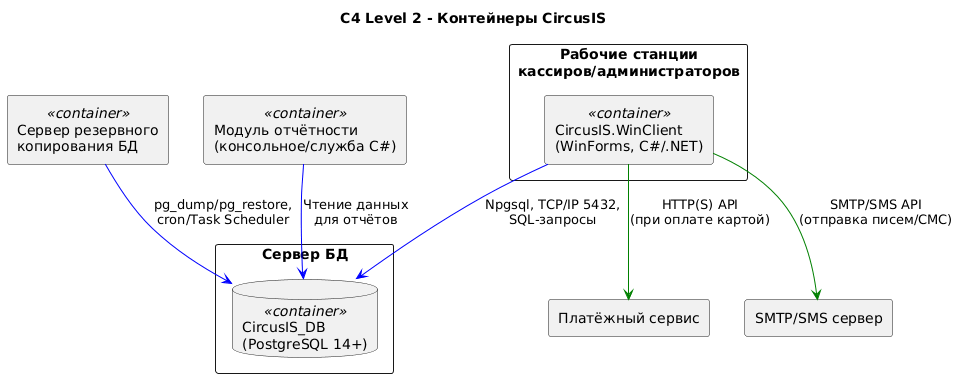 C4 Level 2 - Контейнеры CircusIS
Рабочие станции
кассиров/администраторов
«container»
Сервер резервного
копирования БД
«container»
Модуль отчётности
(консольное/служба C#)
«container»
CircusIS.WinClient
(WinForms, C#/.NET)
pg_dump/pg_restore,
cron/Task Scheduler
Чтение данных
для отчётов
Npgsql, TCP/IP 5432,
SQL-запросы
HTTP(S) API
(при оплате картой)
SMTP/SMS API
(отправка писем/СМС)
Сервер БД
«container»
CircusIS_DB
(PostgreSQL 14+)
Платёжный сервис
SMTP/SMS сервер